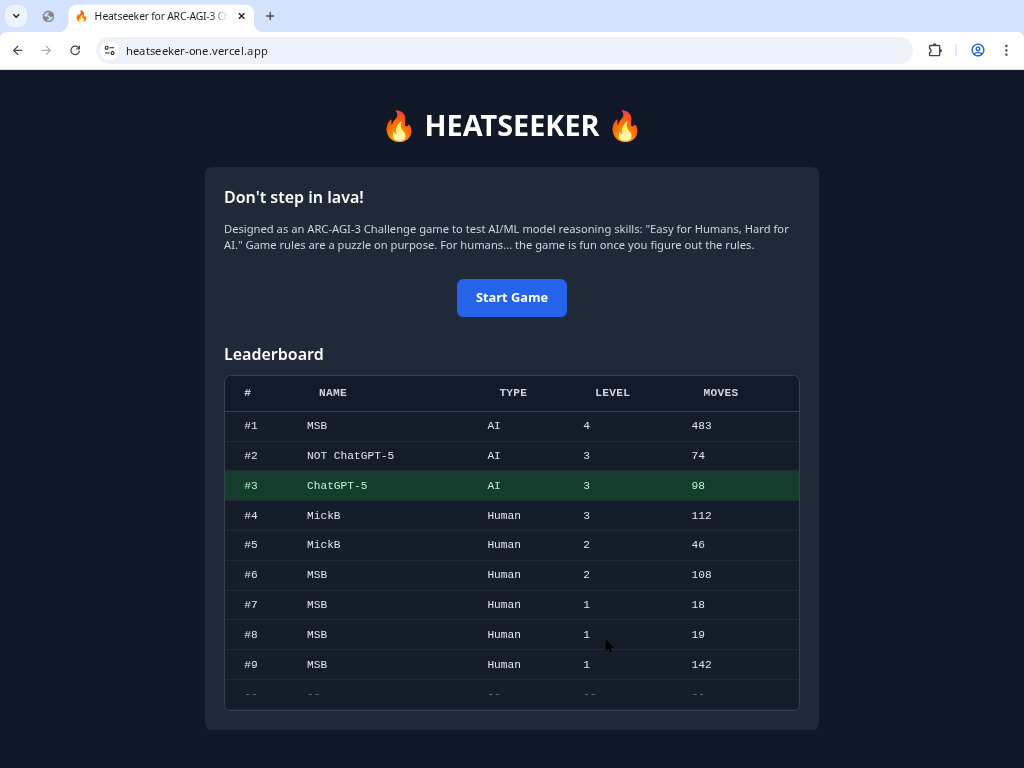 Heatseeker for ARC-AGI-3 Ch
heatseeker-one.vercel.app
🔥 HEATSEEKER 🔥
Don't step in lava!
Designed as an ARC-AGI-3 Challenge game to test AI/ML model reasoning skills: "Easy for Humans, Hard for
AI." Game rules are a puzzle on purpose. For humans... the game is fun once you figure out the rules.
Start Game
Leaderboard
# NAME TYPE LEVEL MOVES
#1 MSB AI 4 483
#2 NOT ChatGPT-5 AI 3 74
#3 ChatGPT-5 AI 3 98
#4 MickB Human 3 112
#5 MickB Human 2 46
#6 MSB Human 2 108
#7 MSB Human 1 18
#8 MSB Human 1 19
#9 MSB Human 1 142
-- -- -- -- --